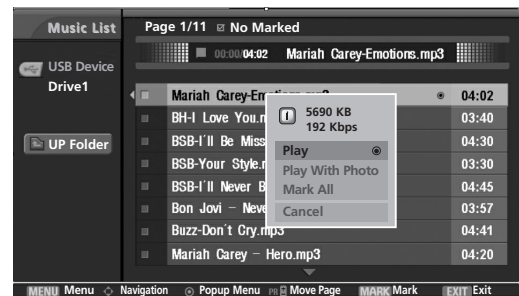 Music List
Page 1/11 No Marked
00:00/04:02 Mariah Carey-Emotions.mp3
USB Device
Drive1
UP Folder
Mariah Carey-Em 04:02
BH-I Love You. 03:40
BSB-I´ll Be Miss 04:30
BSB-Your Style. 03:30
BSB-I´ll Never B 04:45
Bon Jovi – Neve 03:57
Buzz-Don´t Cry.mp3 04:41
Mariah Carey – Hero.mp3 04:20
5690 KB
192 Kbps
Play
Play With Photo
Mark All
Cancel
MENU Menu Navigation Popup Menu PR Move Page MARK Mark EXIT Exit